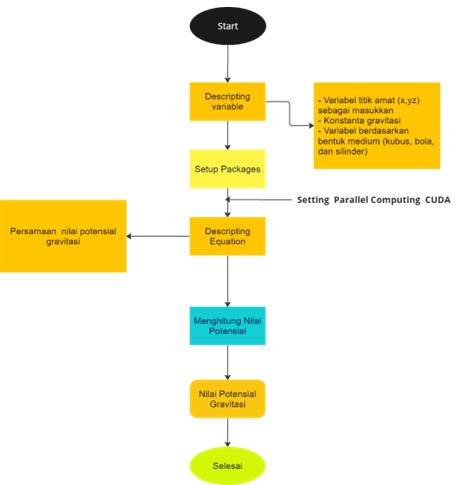 Start
Descripting
variable
- Variabel titik amat (x,yz)
sebagai masukkan
- Konstanta gravitasi
- Variabel berdasarkan
bentuk medium (kubus, bola,
dan silinder)
Setup Packages
Setting Parallel Computing CUDA
Persamaan nilai potensial
gravitasi
Descripting
Equation
Menghitung Nilai
Potensial
Nilai Potensial
Gravitasi
Selesai